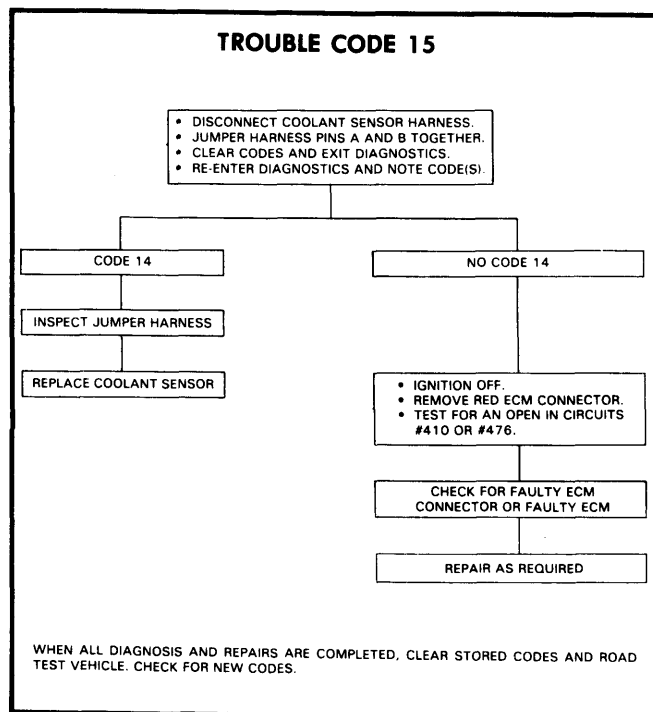 TROUBLE CODE 15
• DISCONNECT COOLANT SENSOR HARNESS.
• JUMPER HARNESS PINS A AND B TOGETHER.
• CLEAR CODES AND EXIT DIAGNOSTICS.
• RE-ENTER DIAGNOSTICS AND NOTE CODE(S).
CODE 14
NO CODE 14
INSPECT JUMPER HARNESS
REPLACE COOLANT SENSOR
• IGNITION OFF.
• REMOVE RED ECM CONNECTOR.
• TEST FOR AN OPEN IN CIRCUITS
#410 OR #476.
CHECK FOR FAULTY ECM
CONNECTOR OR FAULTY ECM
REPAIR AS REQUIRED
WHEN ALL DIAGNOSIS AND REPAIRS ARE COMPLETED, CLEAR STORED CODES AND ROAD
TEST VEHICLE. CHECK FOR NEW CODES.